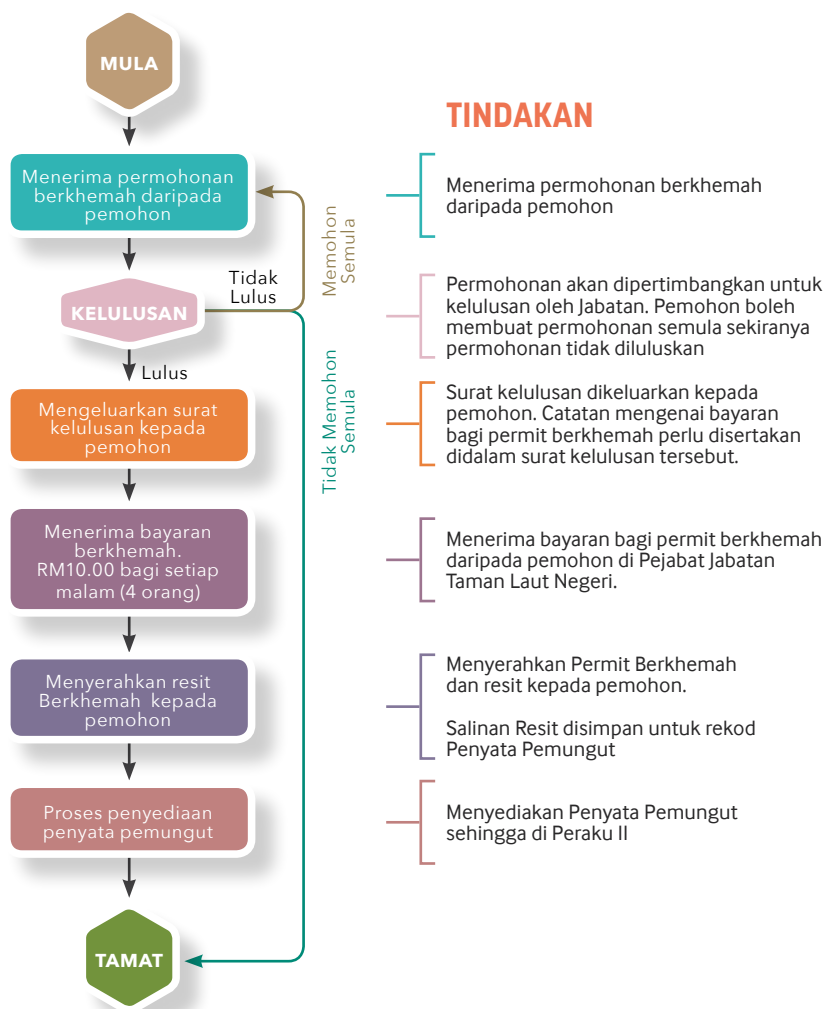 MULA
Menerima permohonan
berkhemah daripada
pemohon
KELULUSAN
Tidak
Lulus
Memohon
Semula
Tidak Memohon
Semula
Lulus
Mengeluarkan surat
kelulusan kepada
pemohon
Menerima bayaran
berkhemah.
RM10.00 bagi setiap
malam (4 orang)
Menyerahkan resit
Berkhemah kepada
pemohon
Proses penyediaan
penyata pemungut
TAMAT
TINDAKAN
Menerima permohonan berkhemah
daripada pemohon
Permohonan akan dipertimbangkan untuk
kelulusan oleh Jabatan. Pemohon boleh
membuat permohonan semula sekiranya
permohonan tidak diluluskan
Surat kelulusan dikeluarkan kepada
pemohon. Catatan mengenai bayaran
bagi permit berkhemah perlu disertakan
didalam surat kelulusan tersebut.
Menerima bayaran bagi permit berkhemah
daripada pemohon di Pejabat Jabatan
Taman Laut Negeri.
Menyerahkan Permit Berkhemah
dan resit kepada pemohon.
Salinan Resit disimpan untuk rekod
Penyata Pemungut
Menyediakan Penyata Pemungut
sehingga di Peraku II